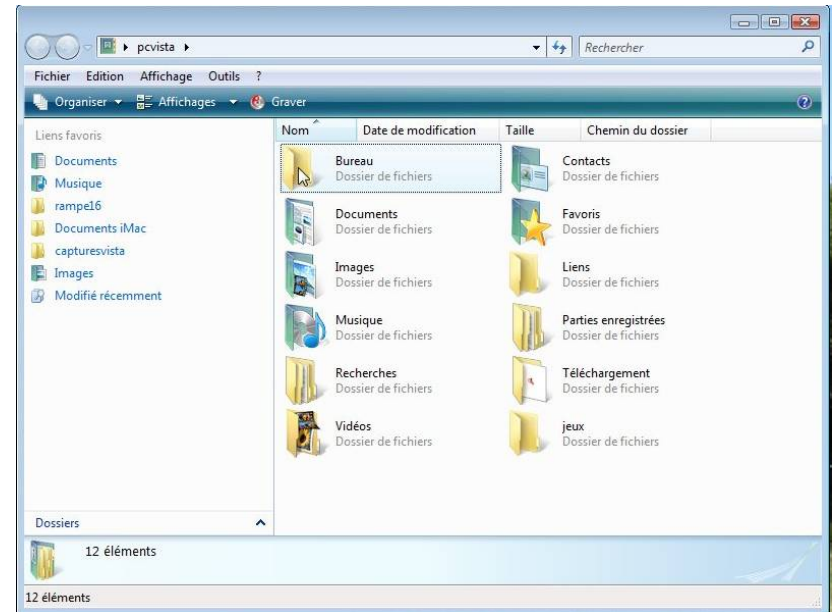 pcvista
Rechercher
Fichier Edition Affichage Outils ?
Organiser Affichages Graver
Liens favoris
Documents
Musique
rampe16
Documents iMac
capturesvista
Images
Modifié récemment
Dossiers
Nom Date de modification Taille Chemin du dossier
Bureau
Dossier de fichiers
Contacts
Dossier de fichiers
Documents
Dossier de fichiers
Favoris
Dossier de fichiers
Images
Dossier de fichiers
Liens
Dossier de fichiers
Musique
Dossier de fichiers
Parties enregistrées
Dossier de fichiers
Recherches
Dossier de fichiers
Téléchargement
Dossier de fichiers
Vidéos
Dossier de fichiers
jeux
Dossier de fichiers
12 éléments
12 éléments